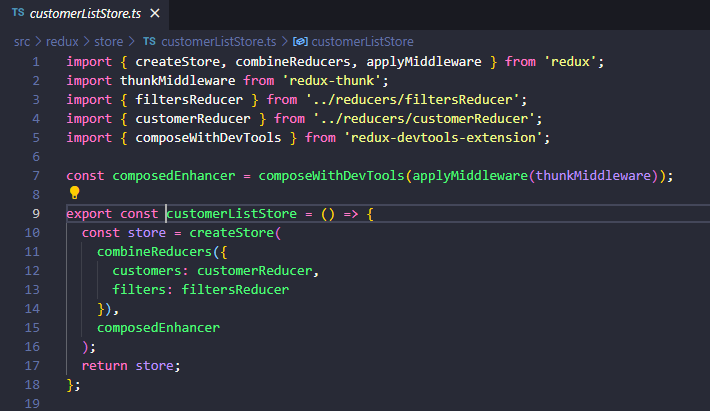 TS customerListStore.ts ×
src > redux > store > TS customerListStore.ts > customerListStore
1 import { createStore, combineReducers, applyMiddleware } from 'redux';
2 import thunkMiddleware from 'redux-thunk';
3 import { filtersReducer } from '../reducers/filtersReducer';
4 import { customerReducer } from '../reducers/customerReducer';
5 import { composeWithDevTools } from 'redux-devtools-extension';
6
7 const composedEnhancer = composeWithDevTools(applyMiddleware(thunkMiddleware));
8
9 export const customerListStore = () => {
10   const store = createStore(
11     combineReducers({
12       customers: customerReducer,
13       filters: filtersReducer
14     }),
15     composedEnhancer
16   );
17   return store;
18 };
19